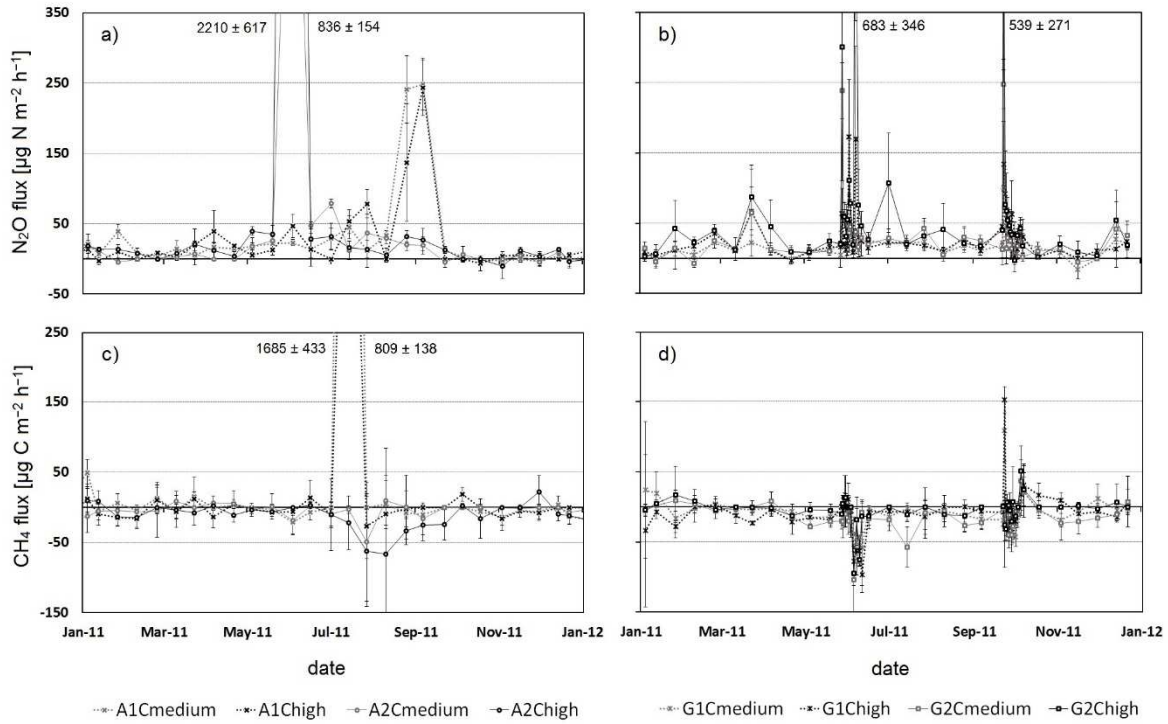 350
250
150
50
-50
N₂O flux [µg N m⁻² h⁻¹]
a)
2210 ± 617
836 ± 154
b)
683 ± 346
539 ± 271
250
150
50
-50
-150
CH₄ flux [µg C m⁻² h⁻¹]
c)
1685 ± 433
809 ± 138
d)
Jan-11 Mar-11 May-11 Jul-11 Sep-11 Nov-11 Jan-12
Jan-11 Mar-11 May-11 Jul-11 Sep-11 Nov-11 Jan-12
date
date
A1Cmedium A1Chigh A2Cmedium A2Chigh
G1Cmedium G1Chigh G2Cmedium G2Chigh